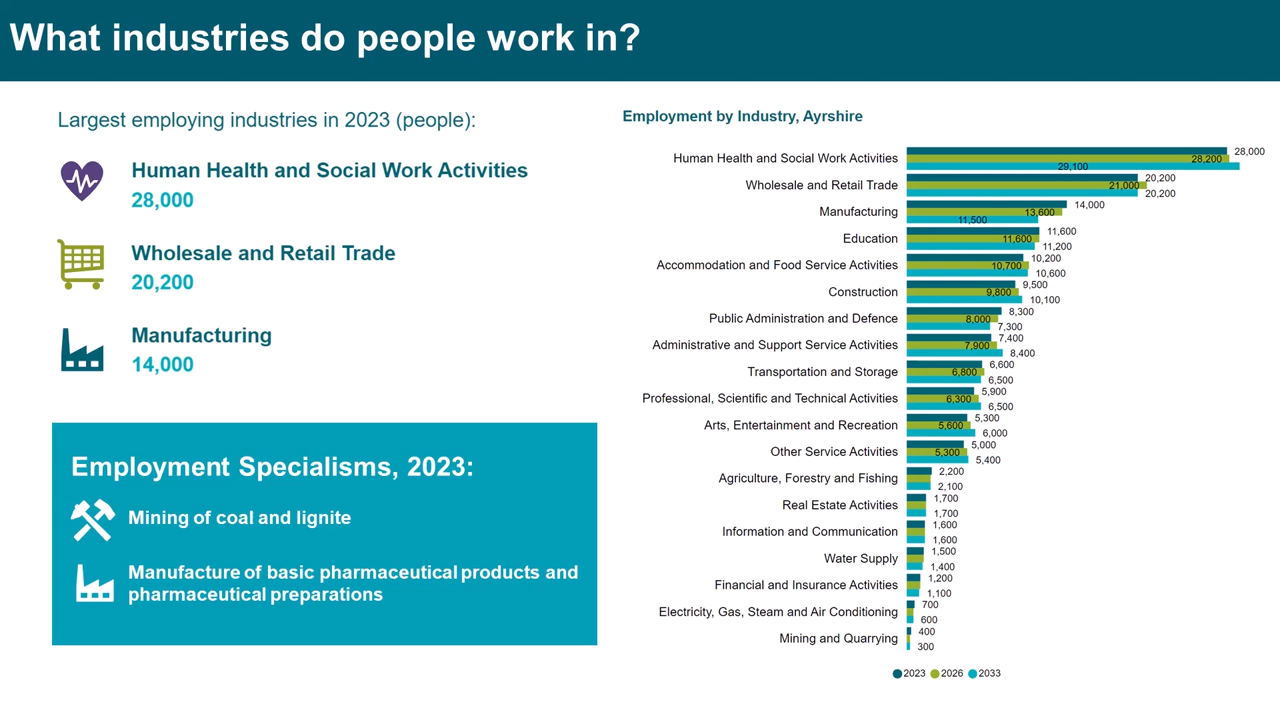 What industries do people work in?
Largest employing industries in 2023 (people):
Human Health and Social Work Activities
28,000
Wholesale and Retail Trade
20,200
Manufacturing
14,000
Employment Specialisms, 2023:
Mining of coal and lignite
Manufacture of basic pharmaceutical products and
pharmaceutical preparations
Employment by Industry, Ayrshire
Human Health and Social Work Activities 28,000 28,200 29,100
Wholesale and Retail Trade 20,200 21,000 20,200
Manufacturing 14,000 13,600 11,500
Education 11,600 11,600 11,200
Accommodation and Food Service Activities 10,200 10,700 10,600
Construction 9,500 9,800 10,100
Public Administration and Defence 8,300 8,000 7,300
Administrative and Support Service Activities 7,400 7,900 8,400
Transportation and Storage 6,600 6,800 6,500
Professional, Scientific and Technical Activities 5,900 6,300 6,500
Arts, Entertainment and Recreation 5,300 5,600 6,000
Other Service Activities 5,000 5,300 5,400
Agriculture, Forestry and Fishing 2,200 2,100
Real Estate Activities 1,700 1,700
Information and Communication 1,600 1,600
Water Supply 1,500 1,400
Financial and Insurance Activities 1,200 1,100
Electricity, Gas, Steam and Air Conditioning 700 600
Mining and Quarrying 400 300
2023 2026 2033